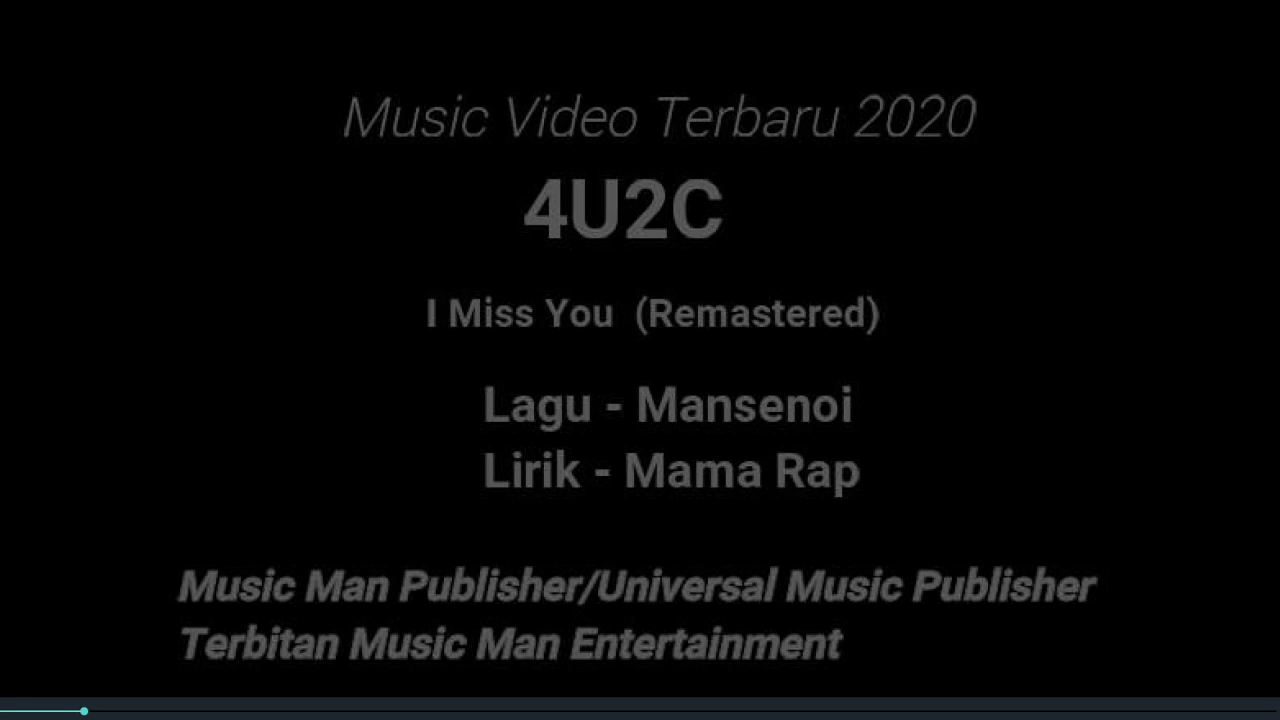 Music Video Terbaru 2020
4U2C
I Miss You (Remastered)
Lagu - Mansenoi
Lirik - Mama Rap
Music Man Publisher/Universal Music Publisher
Terbitan Music Man Entertainment